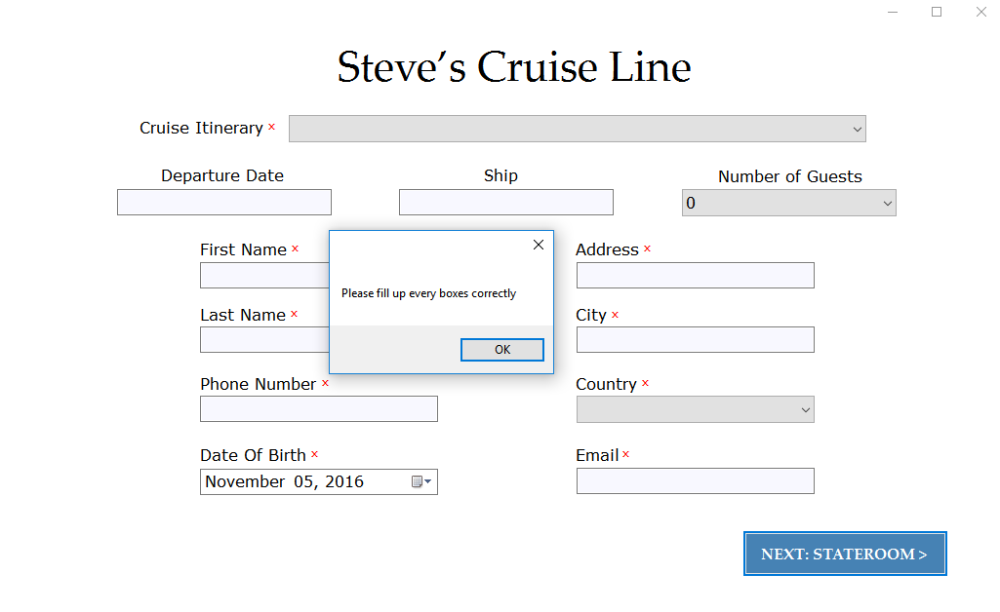 Steve's Cruise Line
Cruise Itinerary x
Departure Date Ship Number of Guests
0
First Name x Address x
Please fill up every boxes correctly
Last Name x City x
OK
Phone Number x Country x
Date Of Birth x Email x
November 05, 2016
NEXT: STATEROOM >